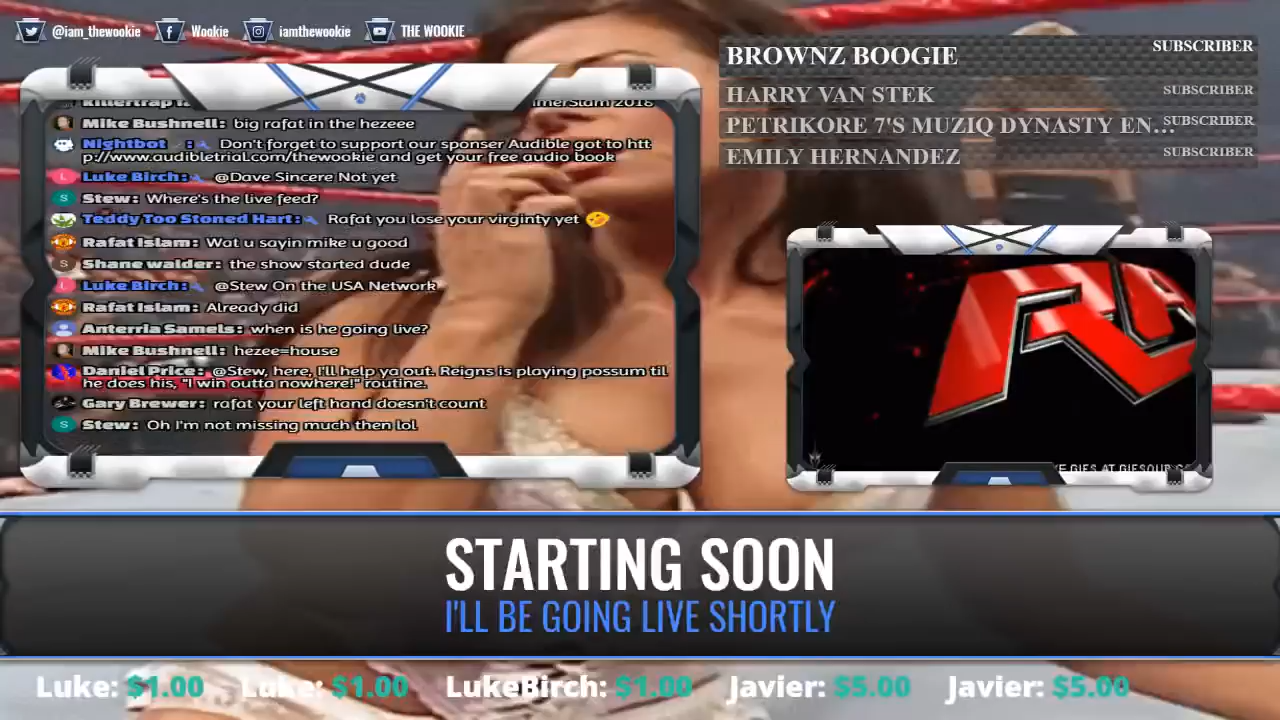 @iam_thewookie Wookie iamthewookie THE WOOKIE
Mike Bushnell: big rafat in the hezeee
Nightbot : Don't forget to support our sponser Audible got to htt
p://www.audibletrial.com/thewookie and get your free audio book
L Luke Birch: @Dave Sincere Not yet
S Stew: Where's the live feed?
Teddy Too Stoned Hart: Rafat you lose your virginty yet 🤣
Rafat Islam: Wat u sayin mike u good
S Shane walder: the show started dude
L Luke Birch: @Stew On the USA Network
Rafat Islam: Already did
Anterria Samels: when is he going live?
Mike Bushnell: hezee=house
Daniel Price: @Stew, here, I'll help ya out. Reigns is playing possum til
he does his, "I win outta nowhere!" routine.
Gary Brewer: rafat your left hand doesn't count
S Stew: Oh I'm not missing much then lol
BROWNZ BOOGIE SUBSCRIBER
HARRY VAN STEK SUBSCRIBER
PETRIKORE 7'S MUZIQ DYNASTY EN... SUBSCRIBER
EMILY HERNANDEZ SUBSCRIBER
RA
STARTING SOON
I'LL BE GOING LIVE SHORTLY
Luke: $1.00 Luke: $1.00 LukeBirch: $1.00 Javier: $5.00 Javier: $5.00